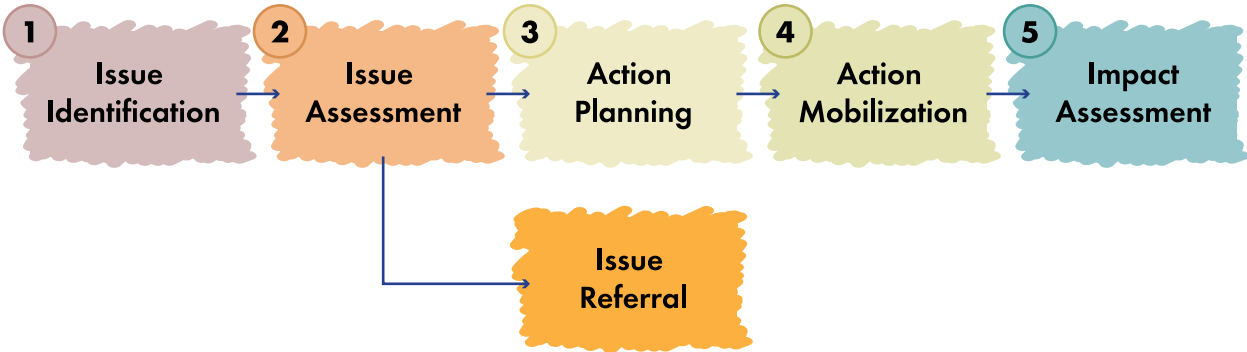 1
Issue
Identification
2
Issue
Assessment
3
Action
Planning
4
Action
Mobilization
5
Impact
Assessment
Issue
Referral